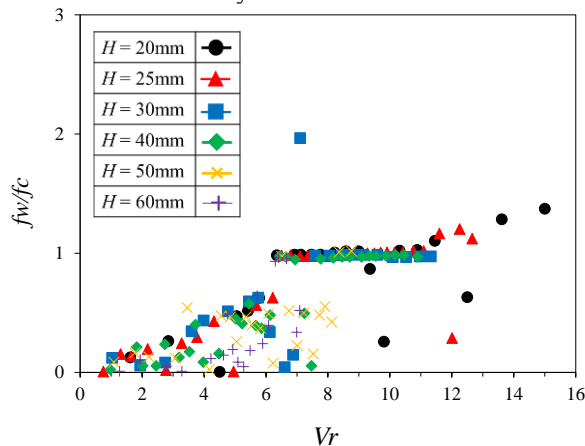 3
H = 20mm
H = 25mm
H = 30mm
2
H = 40mm
H = 50mm
H = 60mm
fw/fc
1
0
0 2 4 6 8 10 12 14 16
Vr